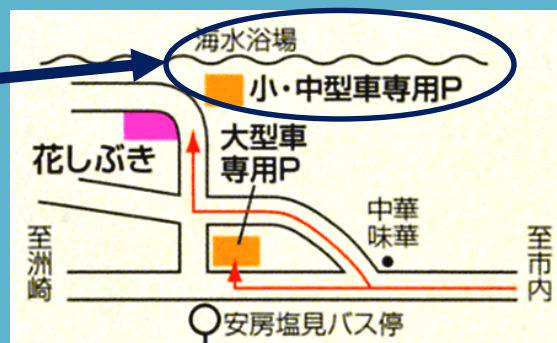 海水浴場
小・中型車専用P
大型車
専用P
花しぶき
中華
味華
至洲崎
至市内
安房塩見バス停